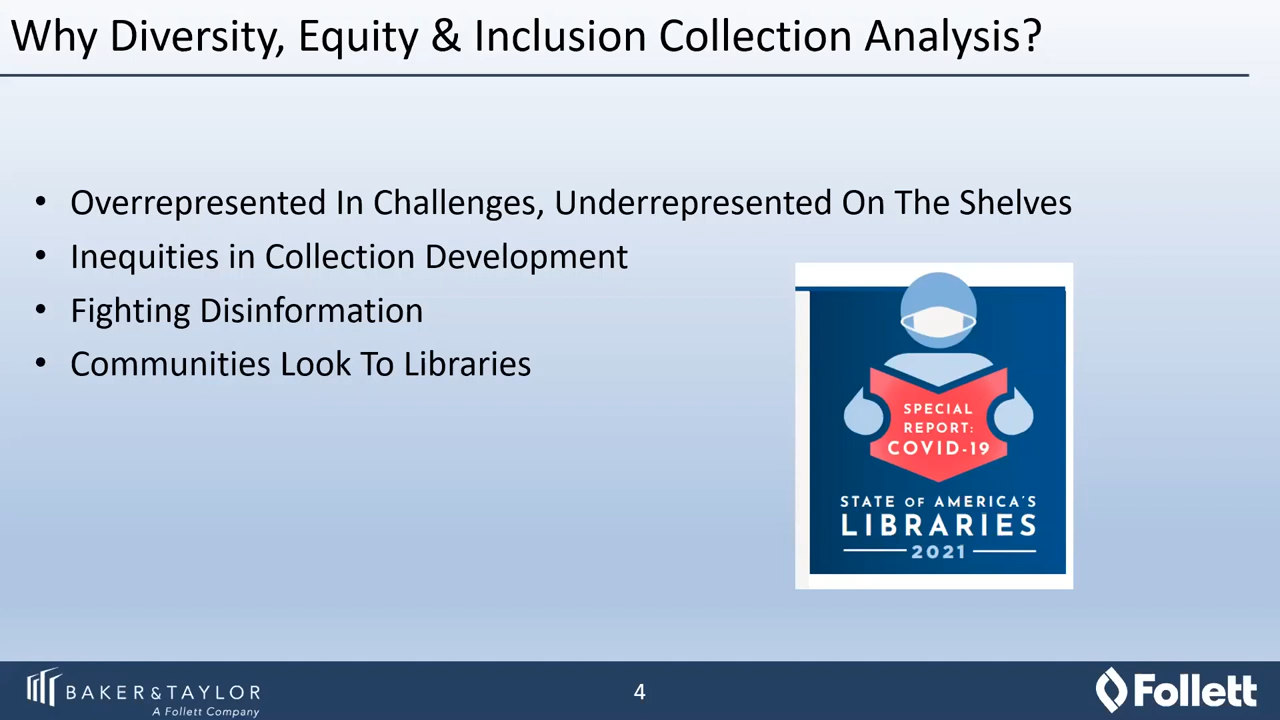 Why Diversity, Equity & Inclusion Collection Analysis?
• Overrepresented In Challenges, Underrepresented On The Shelves
• Inequities in Collection Development
• Fighting Disinformation
• Communities Look To Libraries
SPECIAL
REPORT:
COVID-19
STATE OF AMERICA'S
LIBRARIES
2021
BAKER & TAYLOR
A Follett Company
4
Follett